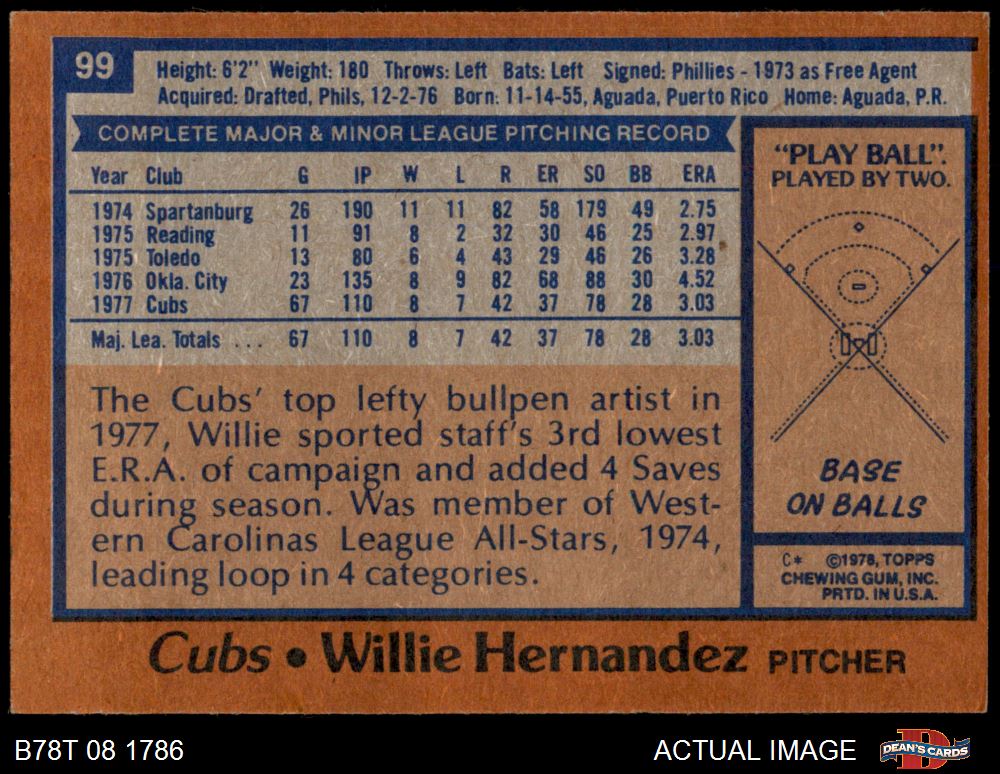 99
Height: 6'2" Weight: 180 Throws: Left Bats: Left Signed: Phillies - 1973 as Free Agent
Acquired: Drafted, Phils, 12-2-76 Born: 11-14-55, Aguada, Puerto Rico Home: Aguada, P.R.
COMPLETE MAJOR & MINOR LEAGUE PITCHING RECORD
Year Club G IP W L R ER SO BB ERA
1974 Spartanburg 26 190 11 11 82 58 179 49 2.75
1975 Reading 11 91 8 2 32 30 46 25 2.97
1975 Toledo 13 80 6 4 43 29 46 26 3.28
1976 Okla. City 23 135 8 9 82 68 88 30 4.52
1977 Cubs 67 110 8 7 42 37 78 28 3.03
Maj. Lea. Totals ... 67 110 8 7 42 37 78 28 3.03
The Cubs' top lefty bullpen artist in
1977, Willie sported staff's 3rd lowest
E.R.A. of campaign and added 4 Saves
during season. Was member of West-
ern Carolinas League All-Stars, 1974,
leading loop in 4 categories.
"PLAY BALL".
PLAYED BY TWO.
BASE
ON BALLS
C* ©1978, TOPPS
CHEWING GUM, INC.
PRTD. IN U.S.A.
Cubs • Willie Hernandez PITCHER
B78T 08 1786
ACTUAL IMAGE
DEAN'S CARDS